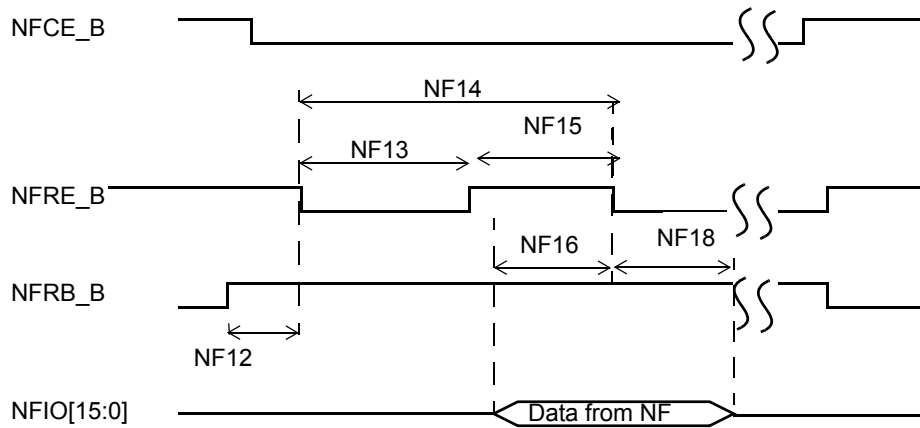 NFCE_B
NF14
NF15
NF13
NFRE_B
NF16
NF18
NFRB_B
NF12
NFIO[15:0]
Data from NF